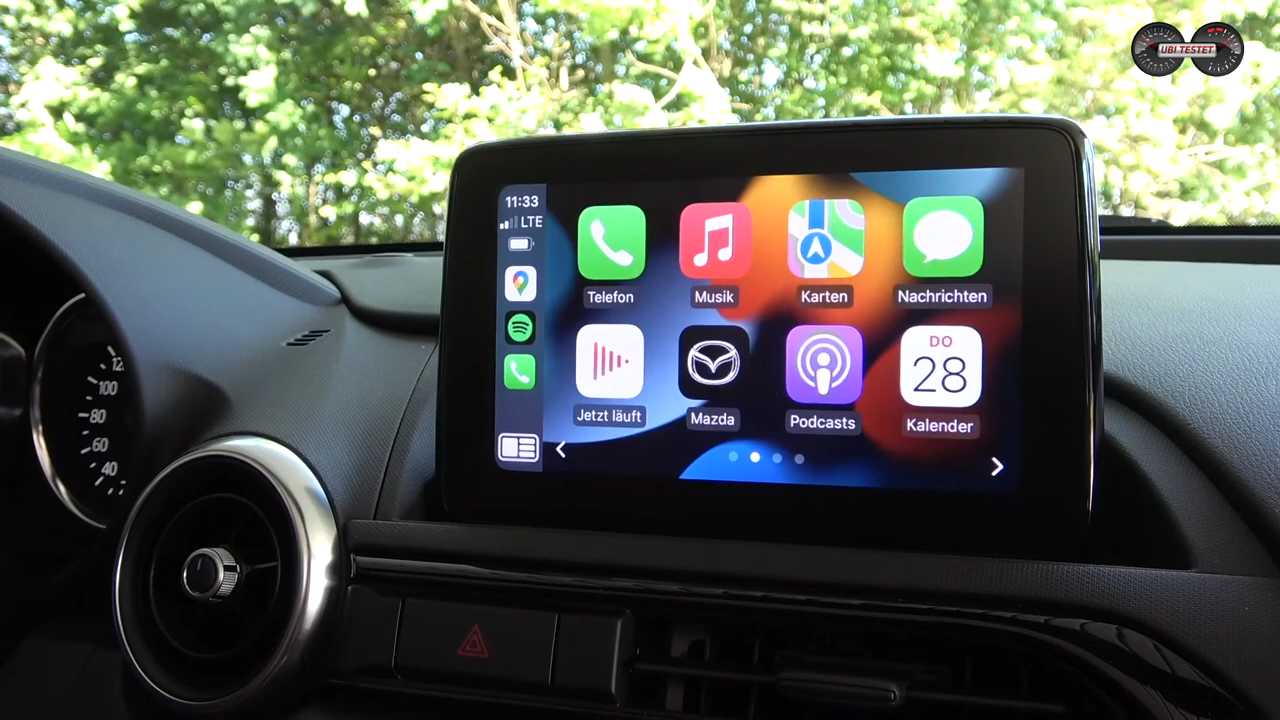 UBI TESTET
11:33
LTE
Telefon
Musik
Karten
Nachrichten
DO
28
Jetzt läuft
Mazda
Podcasts
Kalender
100
80
60
40